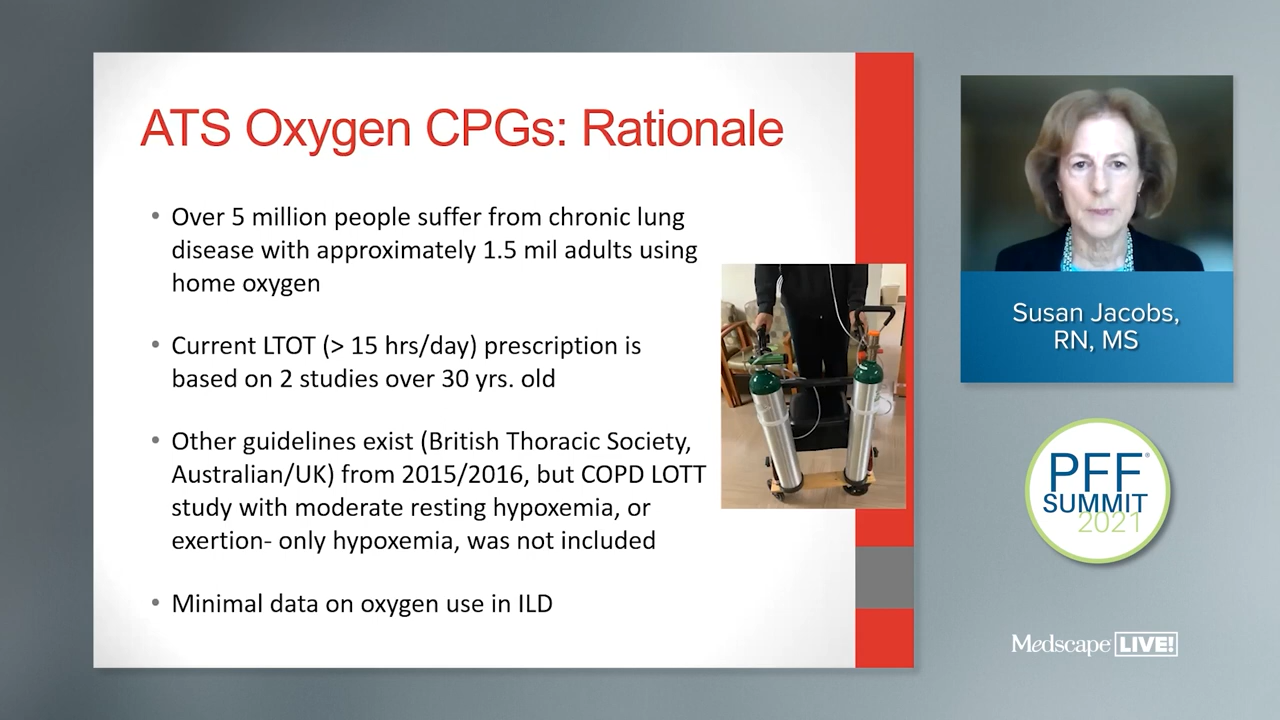 ATS Oxygen CPGs: Rationale
• Over 5 million people suffer from chronic lung
disease with approximately 1.5 mil adults using
home oxygen
• Current LTOT (> 15 hrs/day) prescription is
based on 2 studies over 30 yrs. old
• Other guidelines exist (British Thoracic Society,
Australian/UK) from 2015/2016, but COPD LOTT
study with moderate resting hypoxemia, or
exertion- only hypoxemia, was not included
• Minimal data on oxygen use in ILD
Susan Jacobs,
RN, MS
PFF®
SUMMIT
2021
Medscape LIVE!